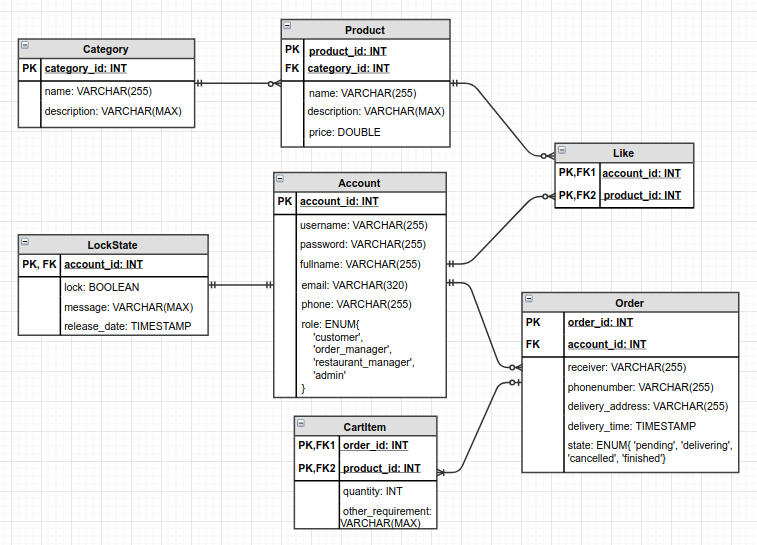 Category
PK category_id: INT
name: VARCHAR(255)
description: VARCHAR(MAX)
Product
PK product_id: INT
FK category_id: INT
name: VARCHAR(255)
description: VARCHAR(MAX)
price: DOUBLE
Like
PK,FK1 account_id: INT
PK,FK2 product_id: INT
Account
PK account_id: INT
username: VARCHAR(255)
password: VARCHAR(255)
fullname: VARCHAR(255)
email: VARCHAR(320)
phone: VARCHAR(255)
role: ENUM{
'customer',
'order_manager',
'restaurant_manager',
'admin'
}
LockState
PK, FK account_id: INT
lock: BOOLEAN
message: VARCHAR(MAX)
release_date: TIMESTAMP
Order
PK order_id: INT
FK account_id: INT
receiver: VARCHAR(255)
phonenumber: VARCHAR(255)
delivery_address: VARCHAR(255)
delivery_time: TIMESTAMP
state: ENUM{ 'pending', 'delivering',
'cancelled', 'finished'}
CartItem
PK,FK1 order_id: INT
PK,FK2 product_id: INT
quantity: INT
other_requirement:
VARCHAR(MAX)